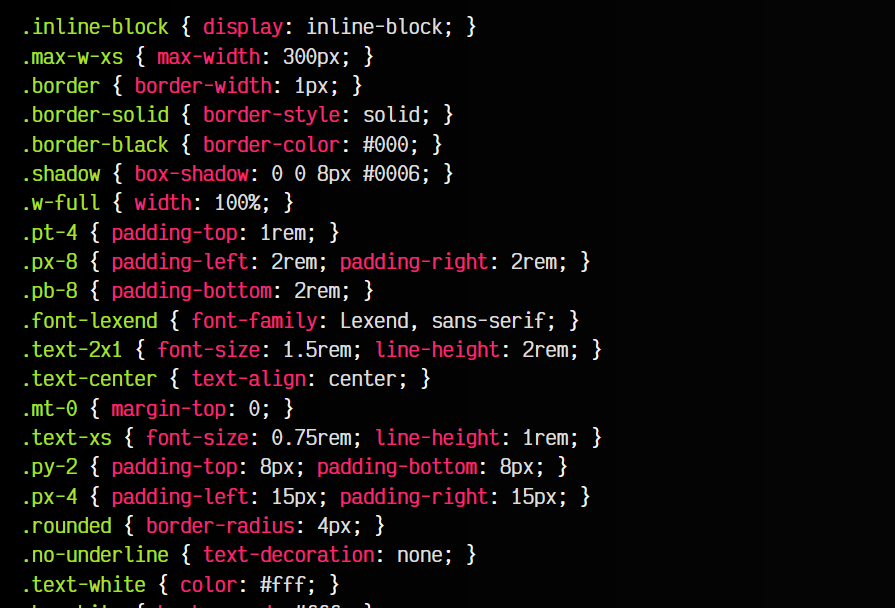 .inline-block { display: inline-block; }
.max-w-xs { max-width: 300px; }
.border { border-width: 1px; }
.border-solid { border-style: solid; }
.border-black { border-color: #000; }
.shadow { box-shadow: 0 0 8px #0006; }
.w-full { width: 100%; }
.pt-4 { padding-top: 1rem; }
.px-8 { padding-left: 2rem; padding-right: 2rem; }
.pb-8 { padding-bottom: 2rem; }
.font-lexend { font-family: Lexend, sans-serif; }
.text-2x1 { font-size: 1.5rem; line-height: 2rem; }
.text-center { text-align: center; }
.mt-0 { margin-top: 0; }
.text-xs { font-size: 0.75rem; line-height: 1rem; }
.py-2 { padding-top: 8px; padding-bottom: 8px; }
.px-4 { padding-left: 15px; padding-right: 15px; }
.rounded { border-radius: 4px; }
.no-underline { text-decoration: none; }
.text-white { color: #fff; }